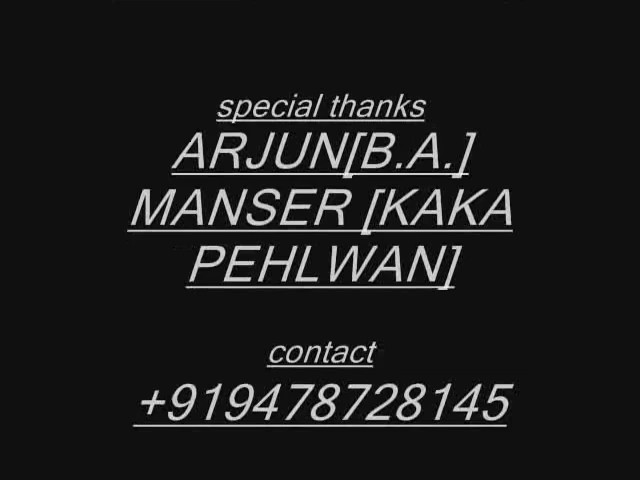 special thanks
ARJUN[B.A.]
MANSER [KAKA
PEHLWAN]
contact
+919478728145